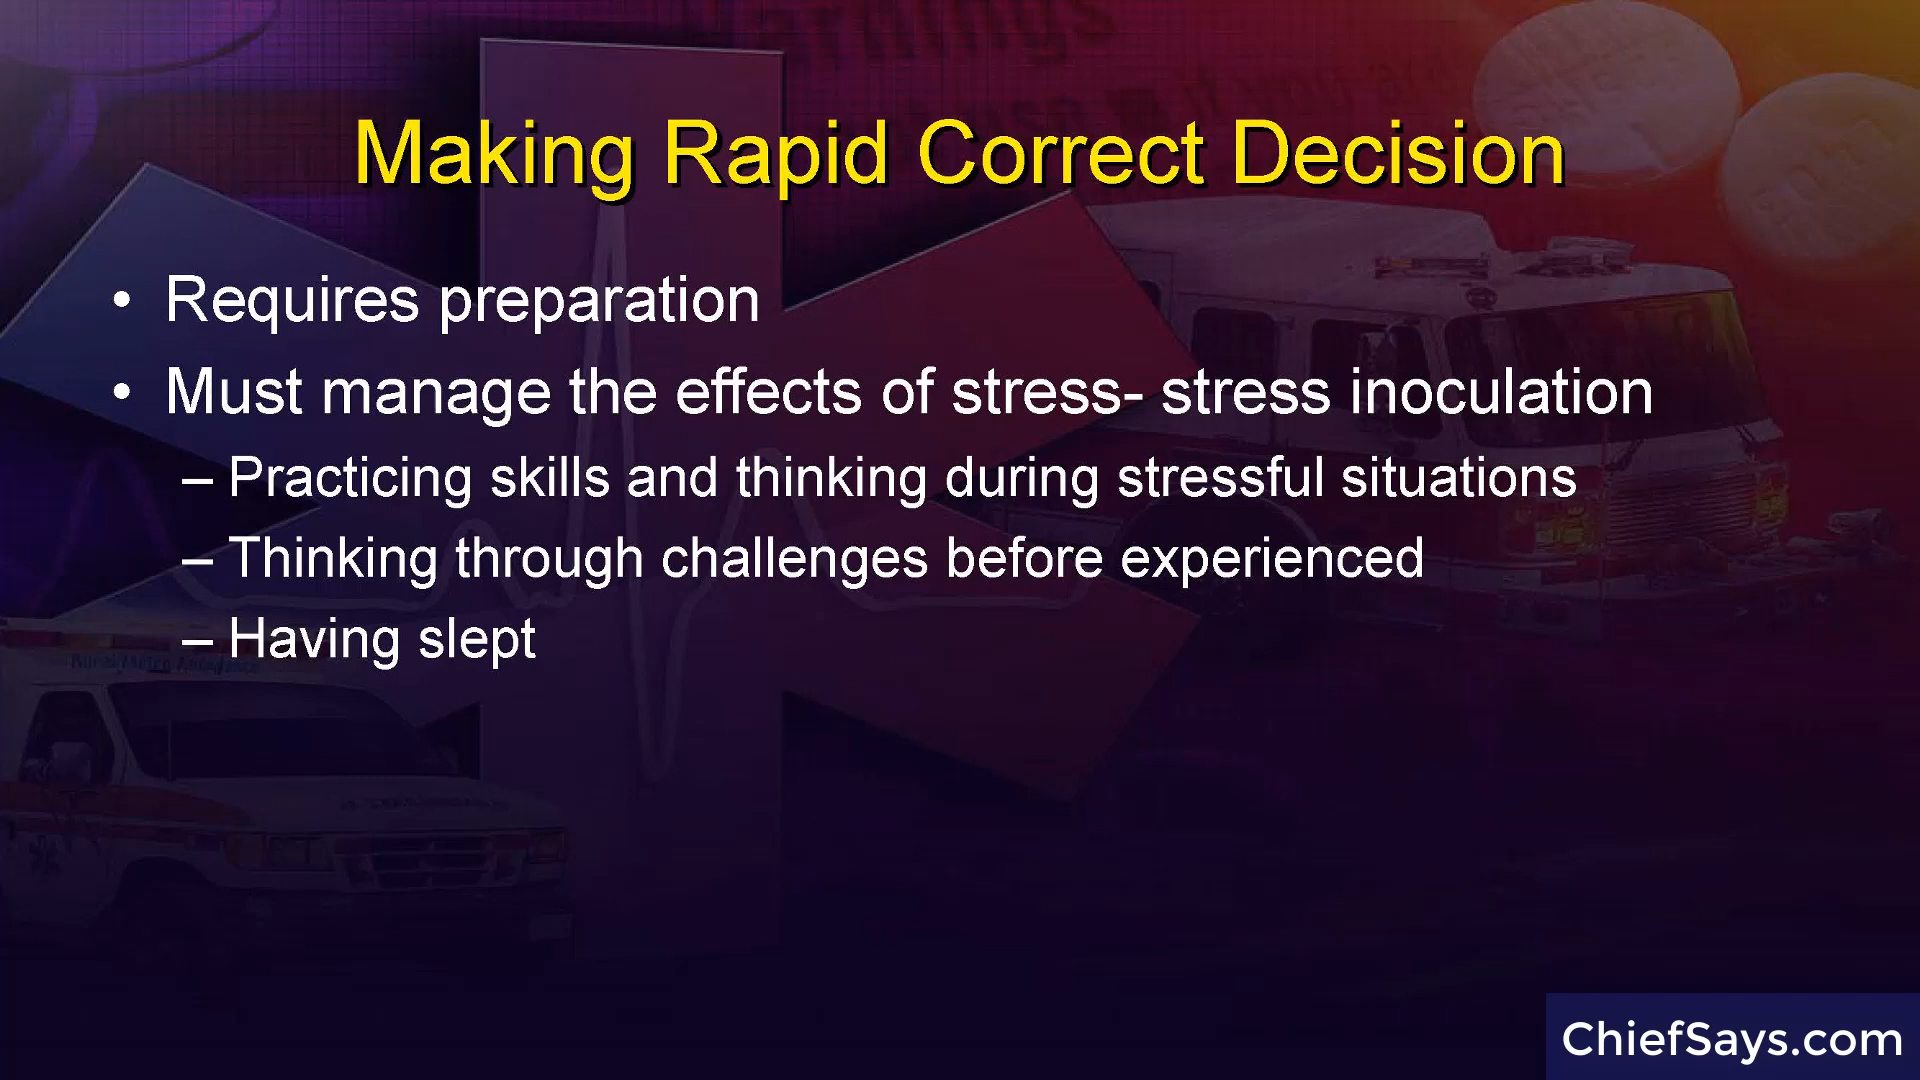 arnings
Making Rapid Correct Decision
• Requires preparation
• Must manage the effects of stress- stress inoculation
– Practicing skills and thinking during stressful situations
– Thinking through challenges before experienced
– Having slept
ChiefSays.com